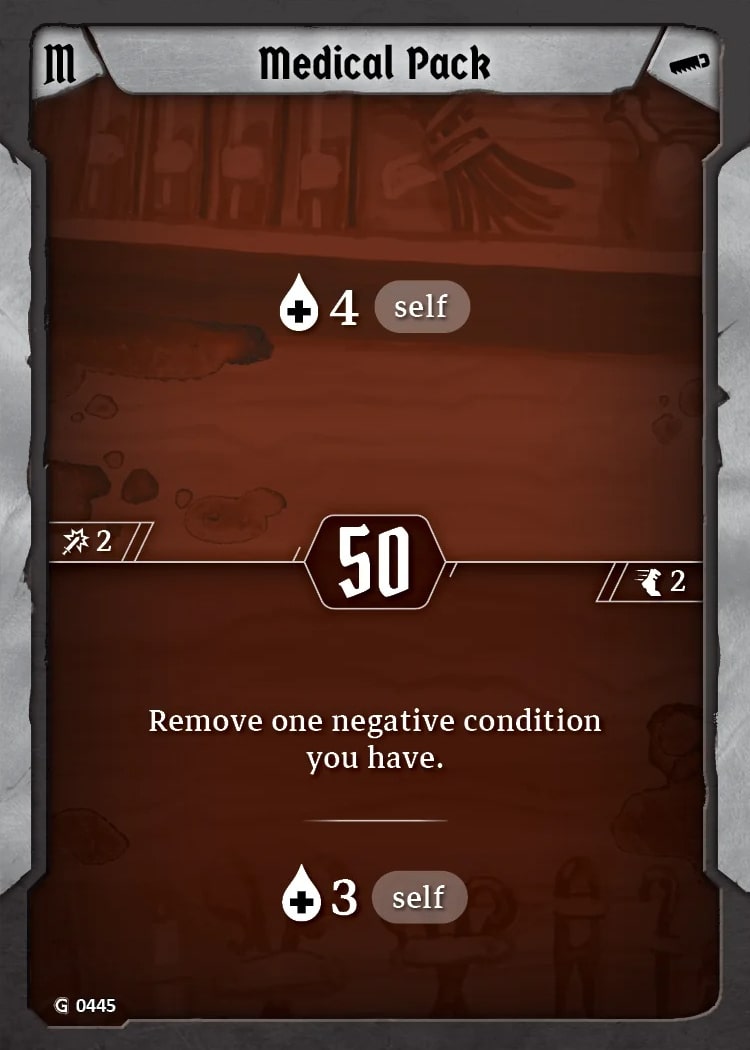 M
Medical Pack
4 self
2
50
2
Remove one negative condition
you have.
3 self
G 0445